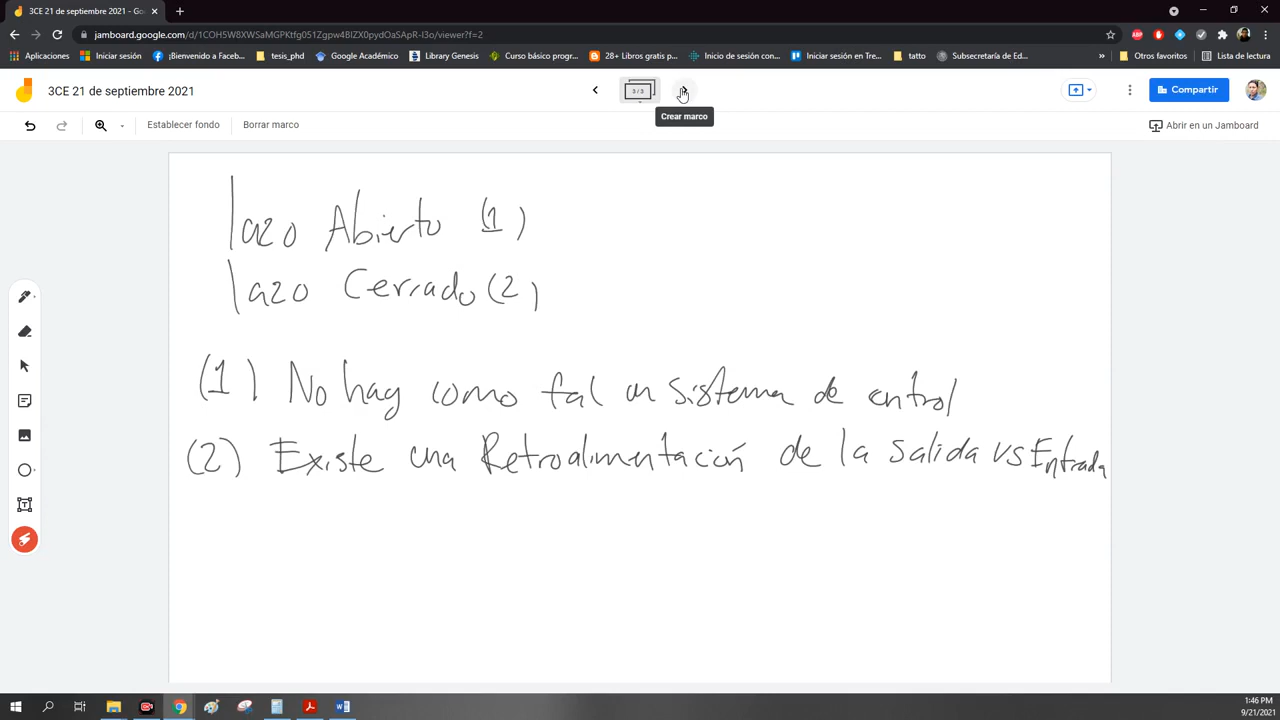 3CE 21 de septiembre 2021 - Go
jamboard.google.com/d/1COH5W8XWSaMGPKtfg051Zgpw4BIZX0pydOaSApR-I3o/viewer?f=2
Aplicaciones
¡Bienvenido a Faceb...
tesis_phd
Google Académico
Library Genesis
Curso básico progr...
28+ Libros gratis p...
Inicio de sesión con...
Iniciar sesión en Tre...
tatto
Subsecretaría de Ed...
»
Otros favoritos
Lista de lectura
3CE 21 de septiembre 2021
3 / 3
Compartir
Crear marco
Establecer fondo
Borrar marco
Abrir en un Jamboard
lazo Abierto (1)
lazo Cerrado (2)
(1) No hay como tal un sistema de control
(2) Existe una Retroalimentación de la salida vs Entrada
1:46 PM
9/21/2021